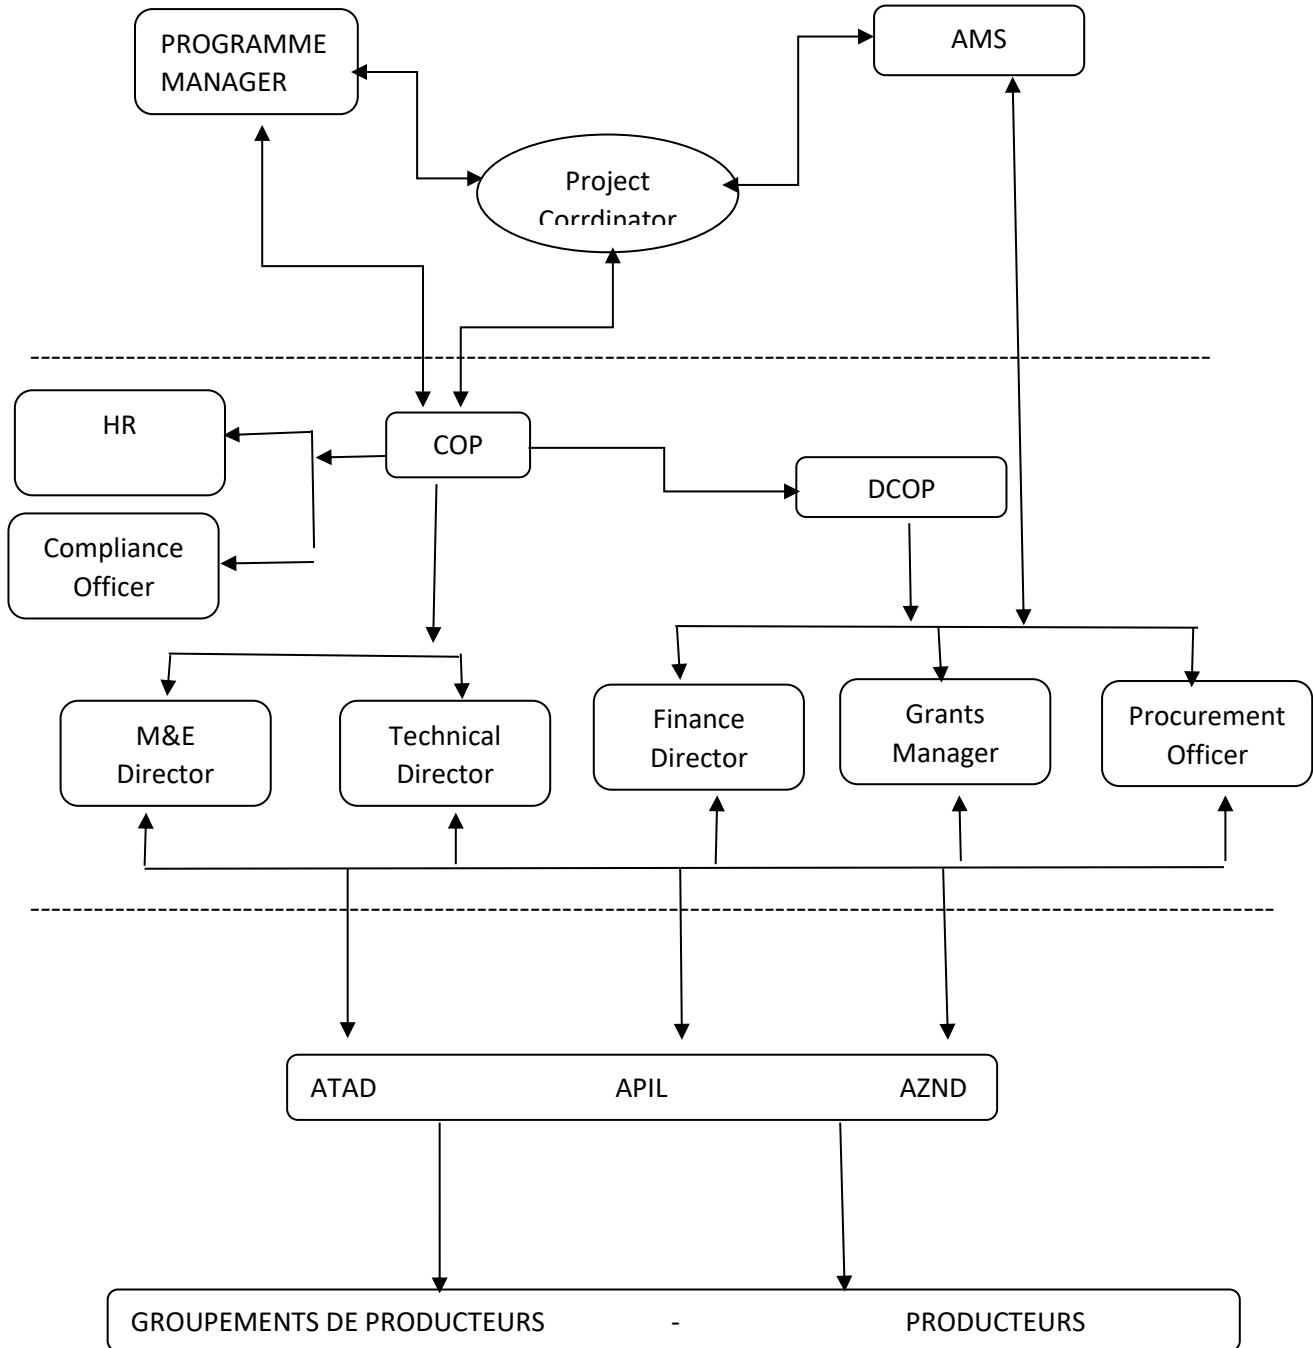 PROGRAMME
MANAGER
AMS
Project
Corrdinator
HR
COP
DCOP
Compliance
Officer
M&E
Director
Technical
Director
Finance
Director
Grants
Manager
Procurement
Officer
ATAD APIL AZND
GROUPEMENTS DE PRODUCTEURS - PRODUCTEURS